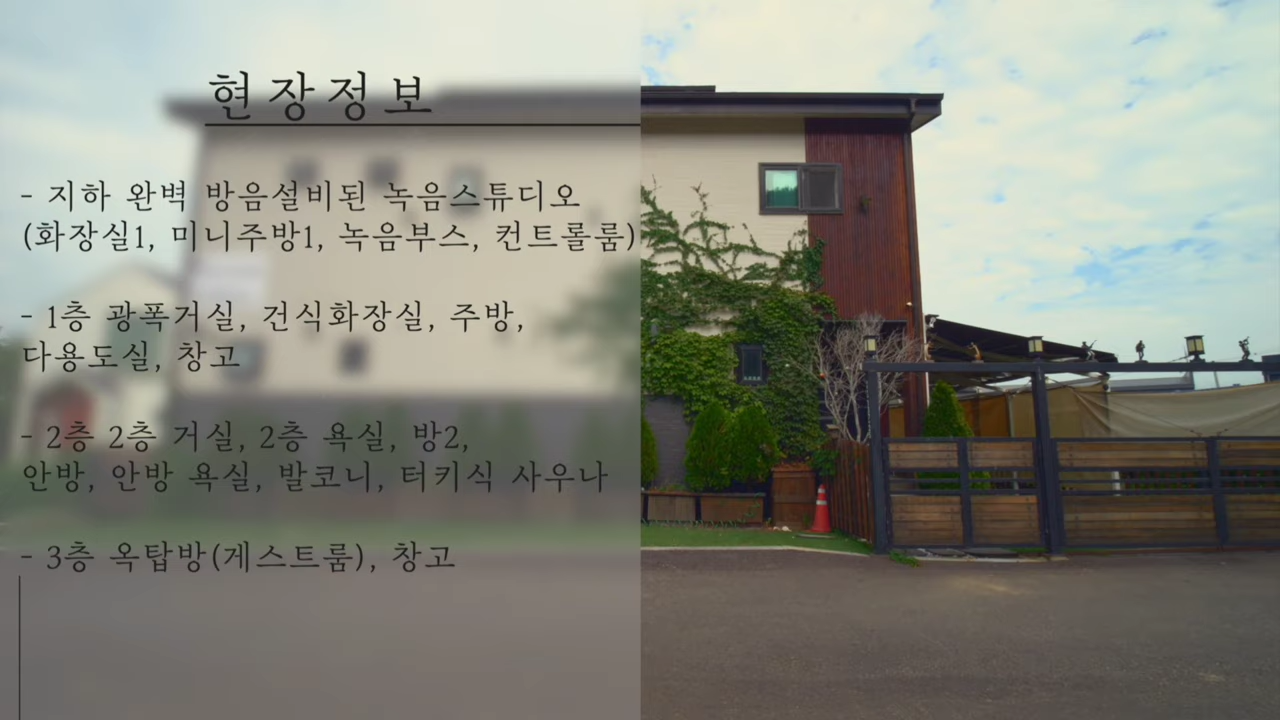 현장정보
- 지하 완벽 방음설비된 녹음스튜디오
(화장실1, 미니주방1, 녹음부스, 컨트롤룸)
- 1층 광폭거실, 건식화장실, 주방,
다용도실, 창고
- 2층 2층 거실, 2층 욕실, 방2,
안방, 안방 욕실, 발코니, 터키식 사우나
- 3층 옥탑방(게스트룸), 창고